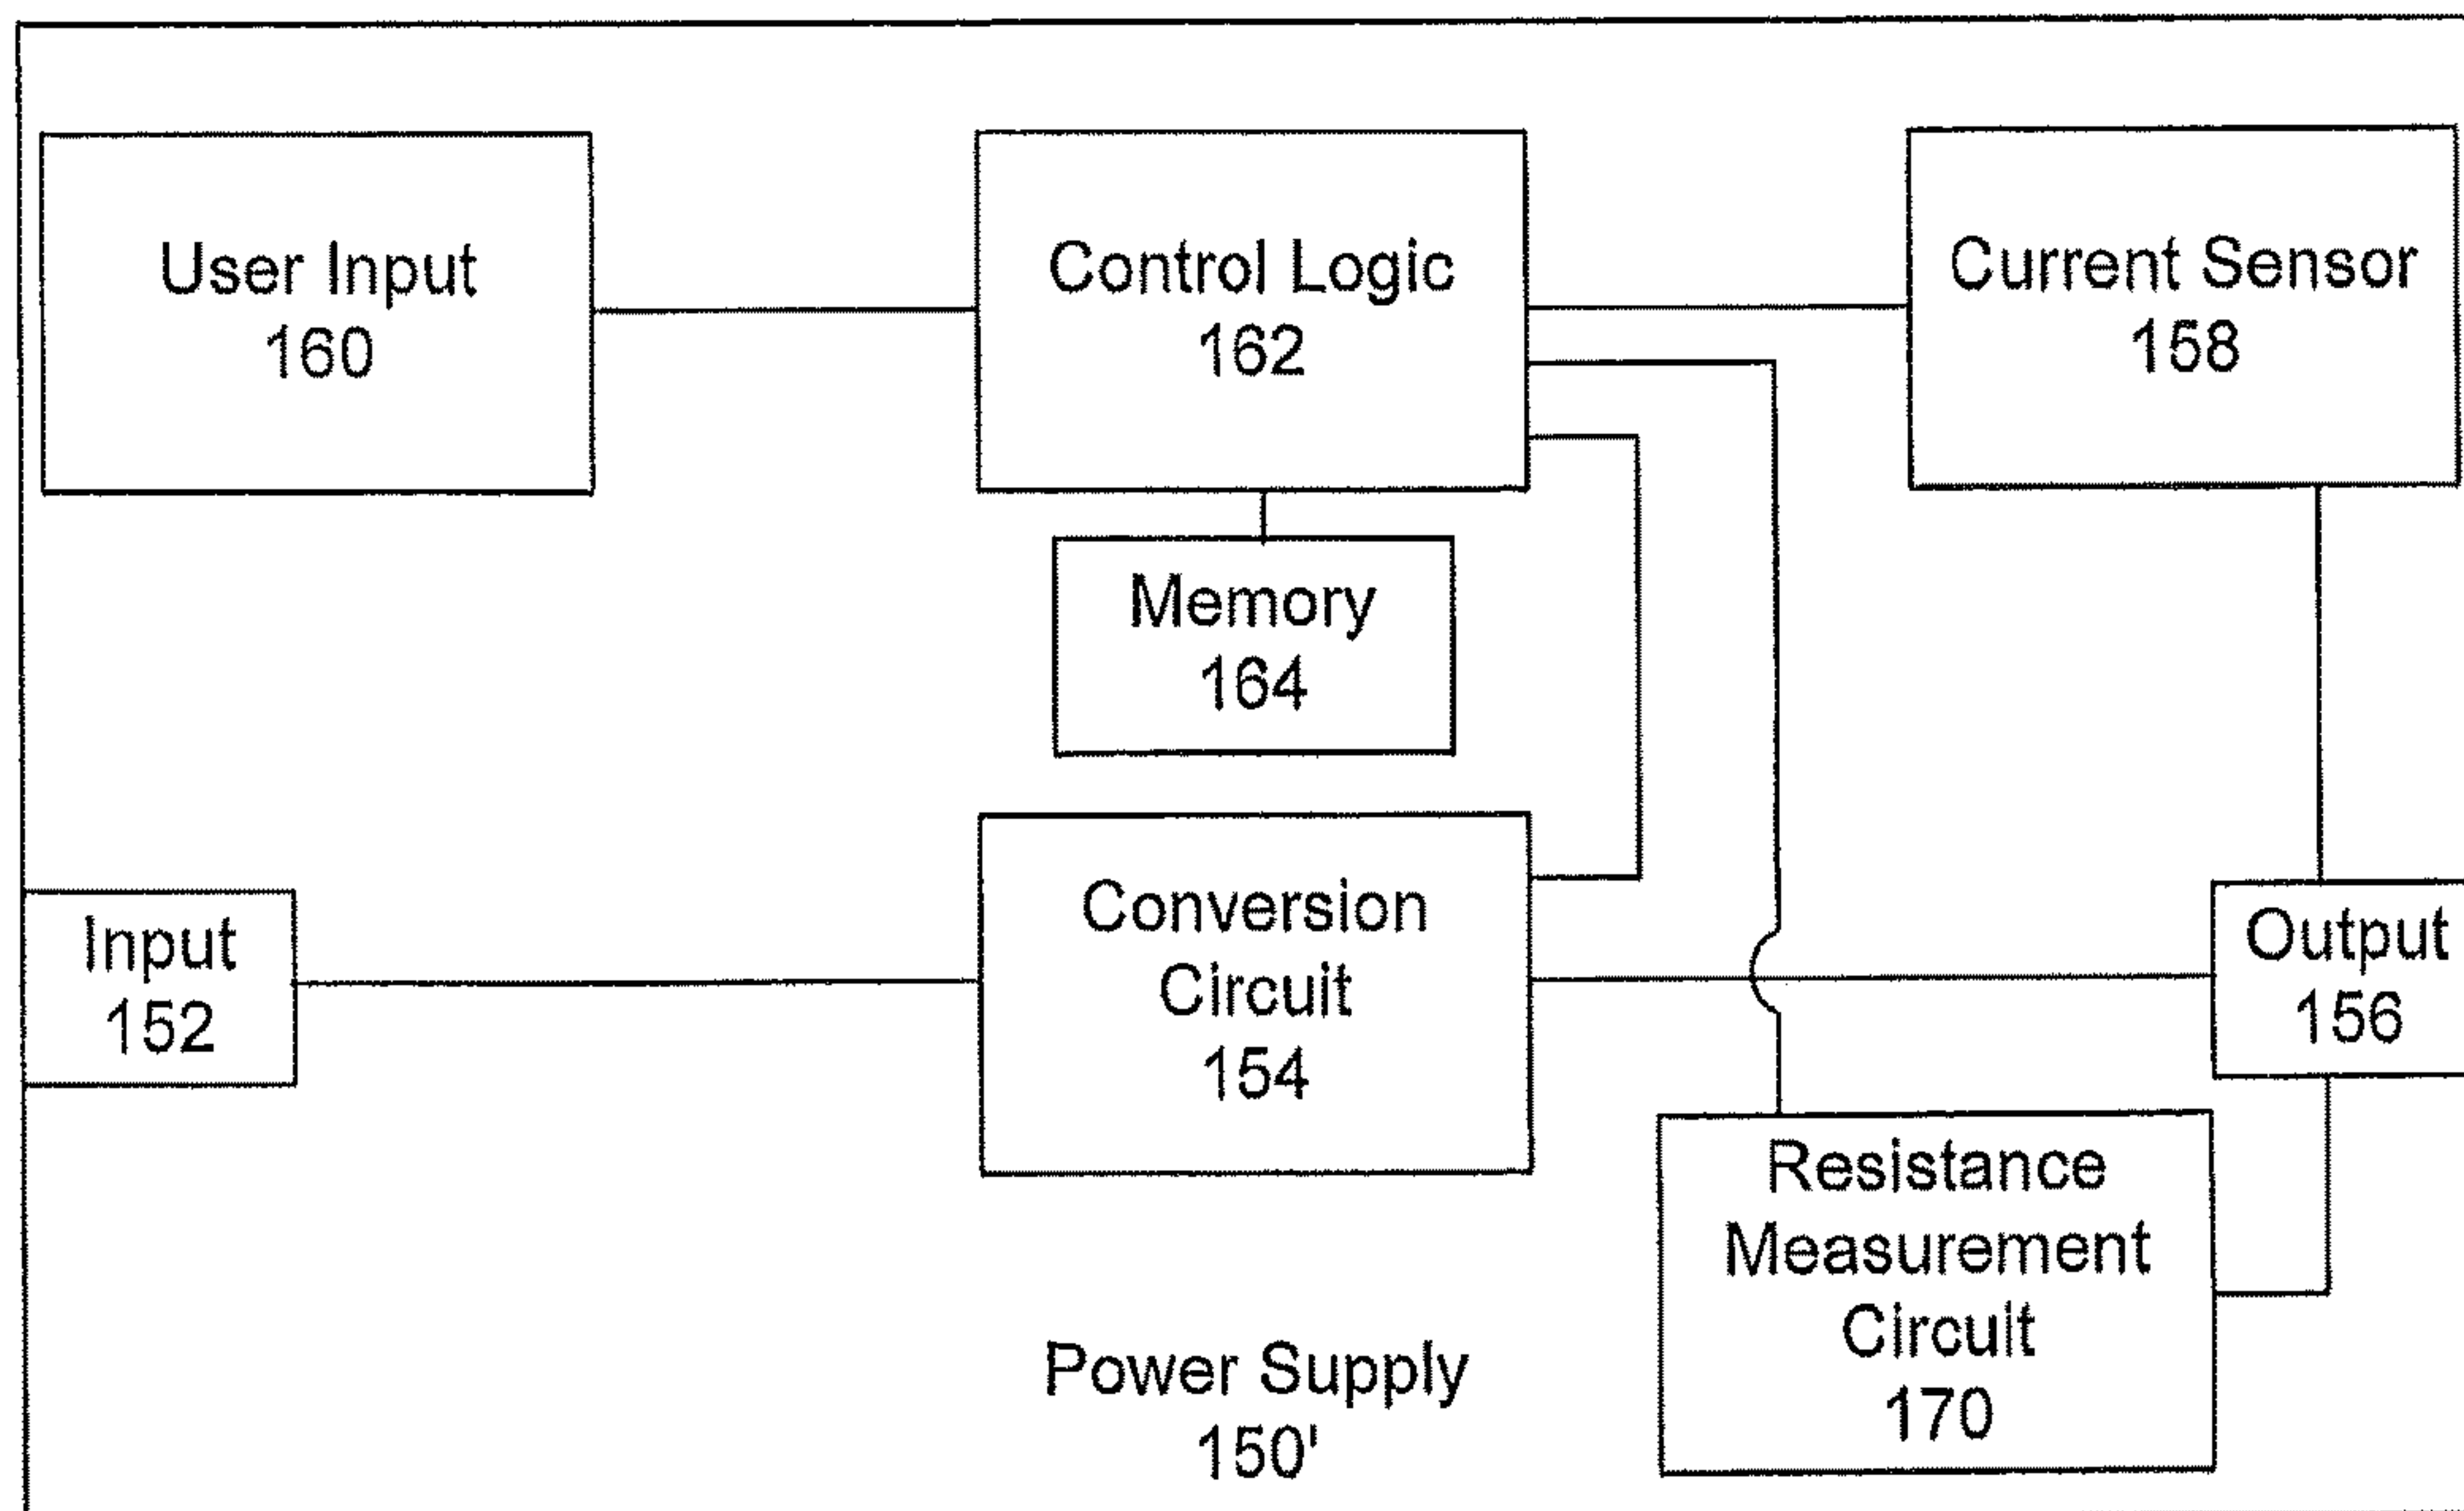 User Input
160
Control Logic
162
Current Sensor
158
Memory
164
Input
152
Conversion
Circuit
154
Output
156
Resistance
Measurement
Circuit
170
Power Supply
150'